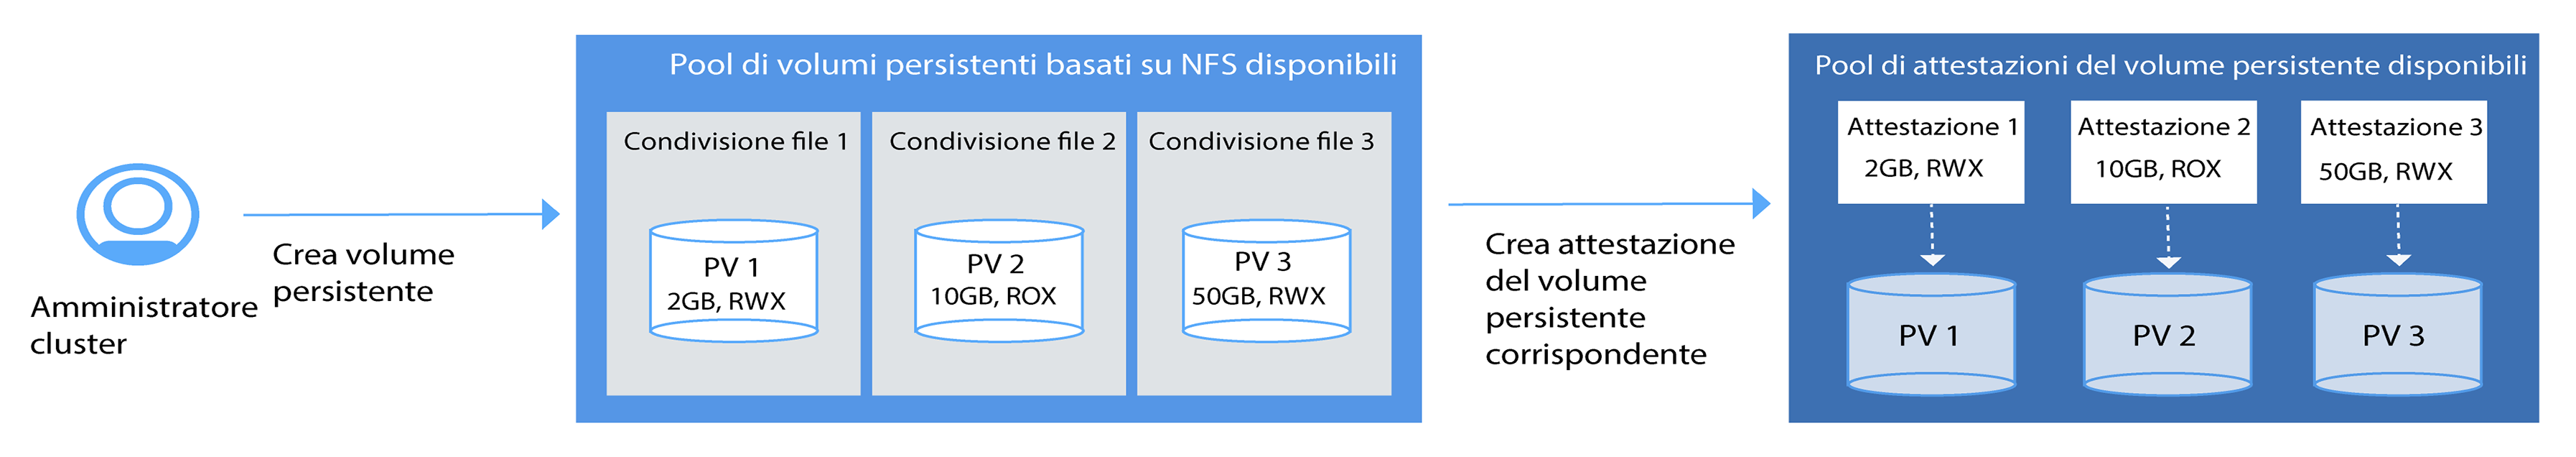 Amministratore
cluster
Crea volume
persistente
Pool di volumi persistenti basati su NFS disponibili
Condivisione file 1
PV 1
2GB, RWX
Condivisione file 2
PV 2
10GB, ROX
Condivisione file 3
PV 3
50GB, RWX
Crea attestazione
del volume
persistente
corrispondente
Pool di attestazioni del volume persistente disponibili
Attestazione 1
2GB, RWX
PV 1
Attestazione 2
10GB, ROX
PV 2
Attestazione 3
50GB, RWX
PV 3